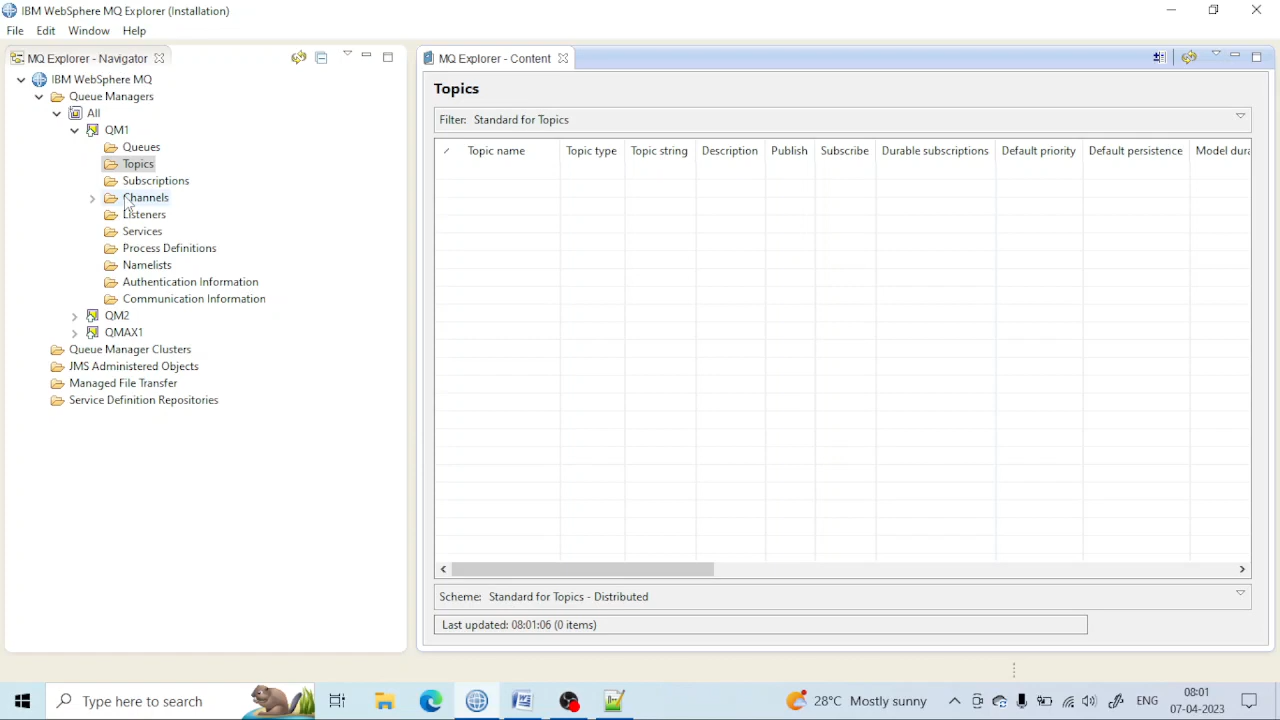 IBM WebSphere MQ Explorer (Installation)
File Edit Window Help
MQ Explorer - Navigator
IBM WebSphere MQ
Queue Managers
All
QM1
Queues
Topics
Subscriptions
Channels
Listeners
Services
Process Definitions
Namelists
Authentication Information
Communication Information
QM2
QMAX1
Queue Manager Clusters
JMS Administered Objects
Managed File Transfer
Service Definition Repositories
MQ Explorer - Content
Topics
Filter: Standard for Topics
Topic name Topic type Topic string Description Publish Subscribe Durable subscriptions Default priority Default persistence Model dura
Scheme: Standard for Topics - Distributed
Last updated: 08:01:06 (0 items)
Type here to search
28°C Mostly sunny
ENG
08:01
07-04-2023